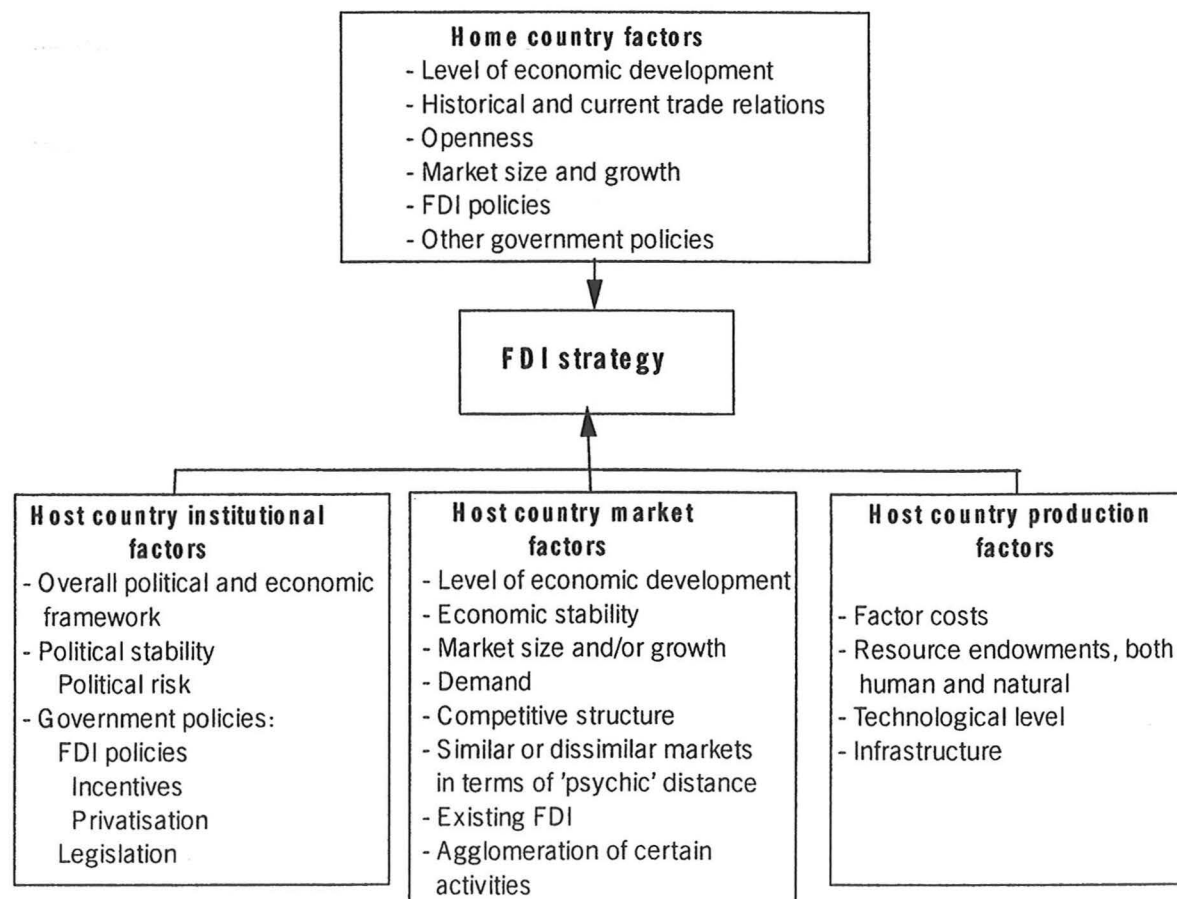 Home country factors
- Level of economic development
- Historical and current trade relations
- Openness
- Market size and growth
- FDI policies
- Other government policies
FDI strategy
Host country institutional
factors
- Overall political and economic
framework
- Political stability
Political risk
- Government policies:
FDI policies
Incentives
Privatisation
Legislation
Host country market
factors
- Level of economic development
- Economic stability
- Market size and/or growth
- Demand
- Competitive structure
- Similar or dissimilar markets
in terms of 'psychic' distance
- Existing FDI
- Agglomeration of certain
activities
Host country production
factors
- Factor costs
- Resource endowments, both
human and natural
- Technological level
- Infrastructure